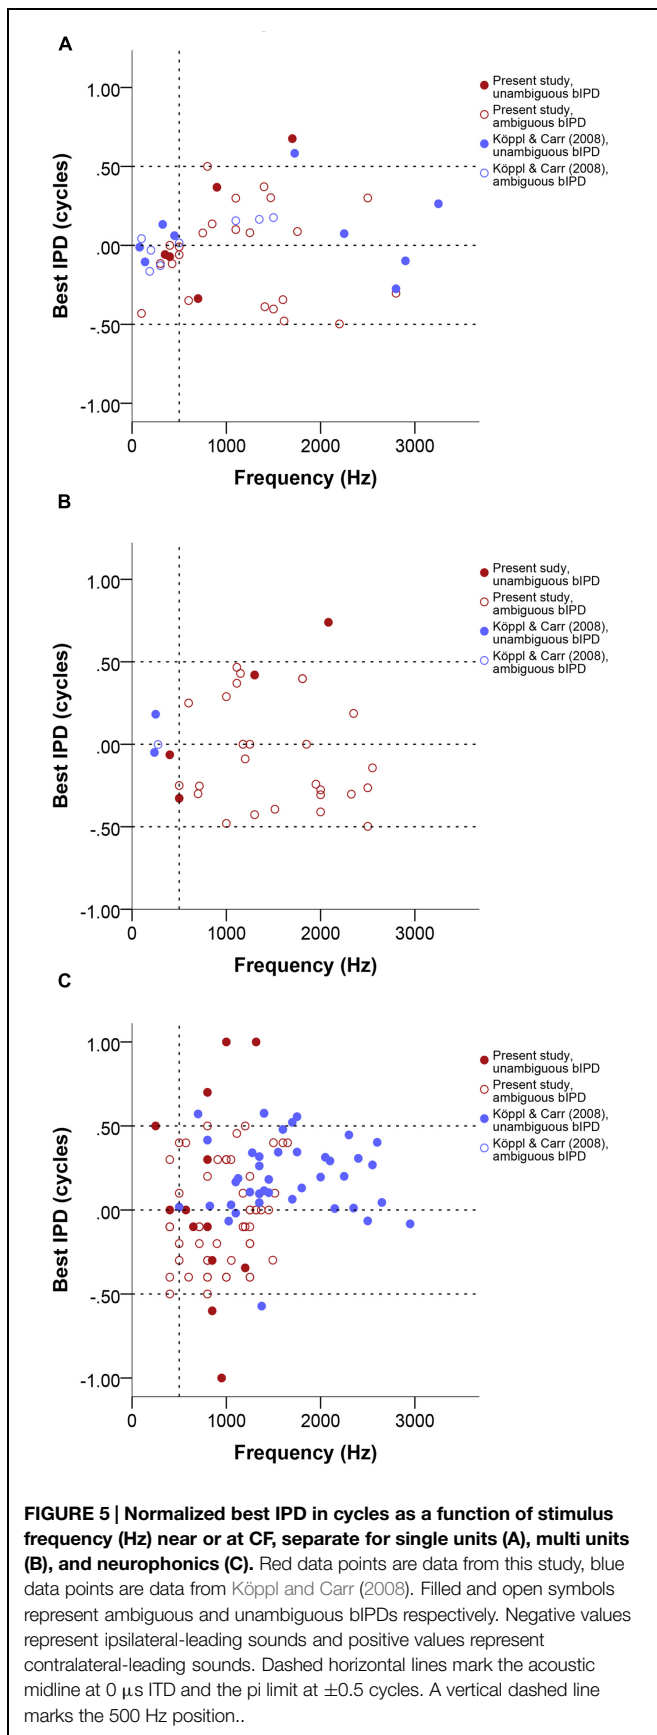 A
1.00
.50
.00
-.50
-1.00
Best IPD (cycles)
0 1000 2000 3000
Frequency (Hz)
Present study,
unambiguous bIPD
Present study,
ambiguous bIPD
Köppl & Carr (2008),
unambiguous bIPD
Köppl & Carr (2008),
ambiguous bIPD
B
1.00
.50
.00
-.50
-1.00
Best IPD (cycles)
0 1000 2000 3000
Frequency (Hz)
Present sudy,
unambiguous bIPD
Present study,
ambiguous bIPD
Köppl & Carr (2008),
unambiguous bIPD
Köppl & Carr (2008),
ambiguous bIPD
C
1.00
.50
.00
-.50
-1.00
Best IPD (cycles)
0 1000 2000 3000
Frequency (Hz)
Present study,
unambiguous bIPD
Present study,
ambiguous bIPD
Köppl & Carr (2008),
unambiguous bIPD
Köppl & Carr (2008),
ambiguous bIPD
FIGURE 5 | Normalized best IPD in cycles as a function of stimulus
frequency (Hz) near or at CF, separate for single units (A), multi units
(B), and neurophonics (C). Red data points are data from this study, blue
data points are data from Köppl and Carr (2008). Filled and open symbols
represent ambiguous and unambiguous bIPDs respectively. Negative values
represent ipsilateral-leading sounds and positive values represent
contralateral-leading sounds. Dashed horizontal lines mark the acoustic
midline at 0 μs ITD and the pi limit at ±0.5 cycles. A vertical dashed line
marks the 500 Hz position..